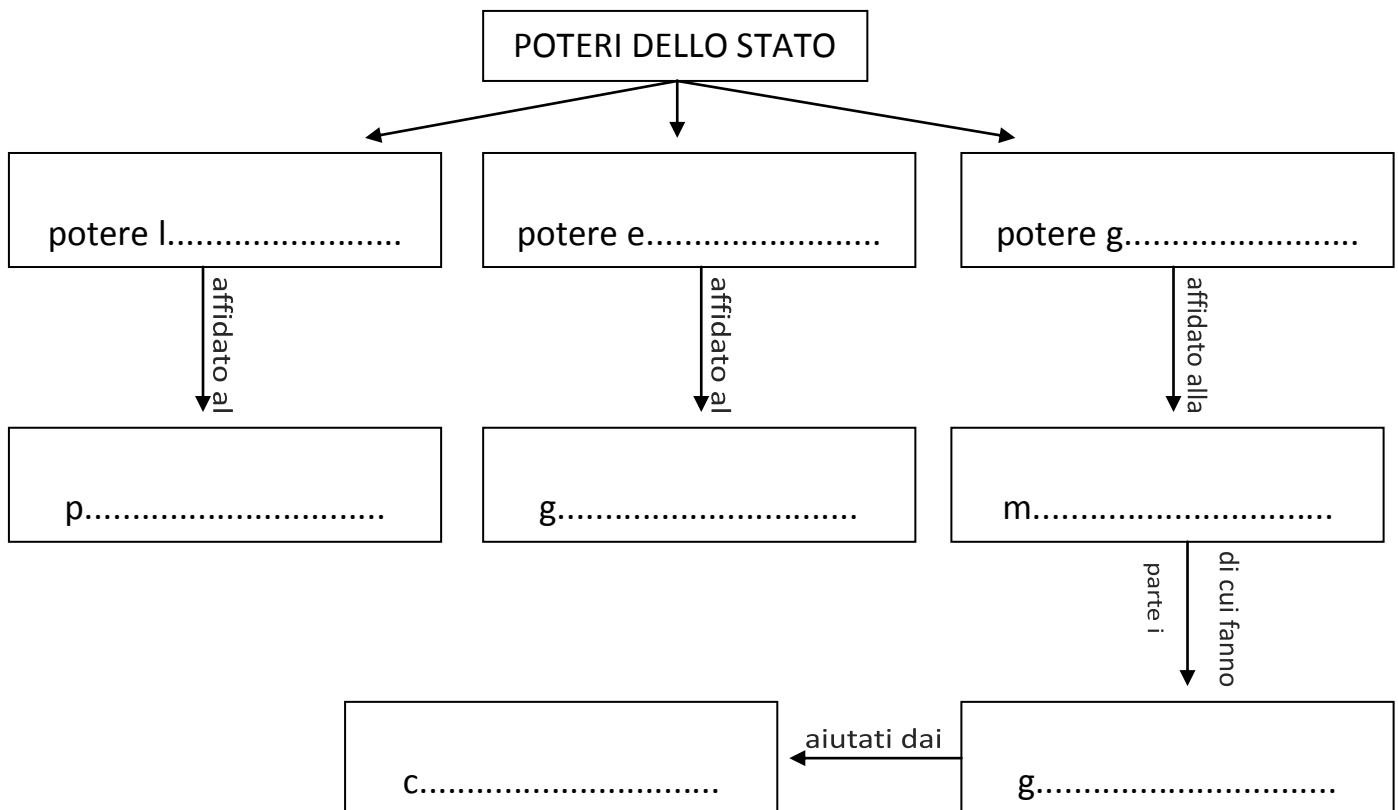 POTERI DELLO STATO
potere l.........................
potere e.........................
potere g.........................
affidato al
affidato al
affidato alla
p................................
g................................
m................................
di cui fanno
parte i
aiutati dai
c................................
g................................